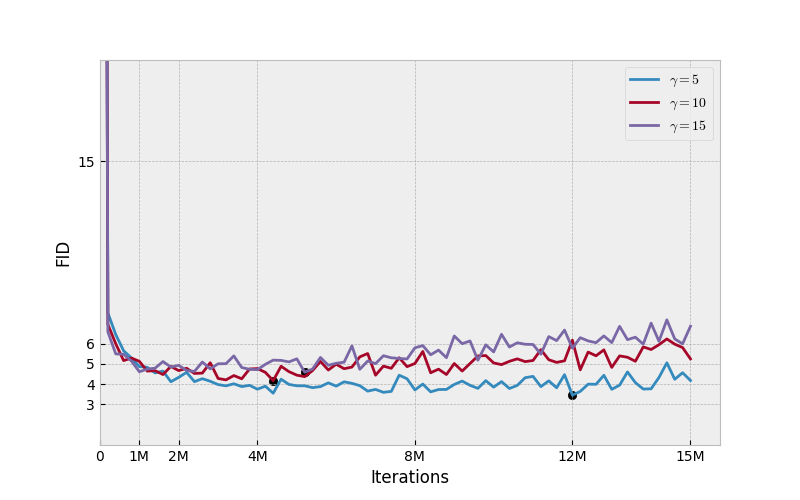 γ = 5
γ = 10
γ = 15
15
6
5
4
3
FID
0 1M 2M 4M 8M 12M 15M
Iterations